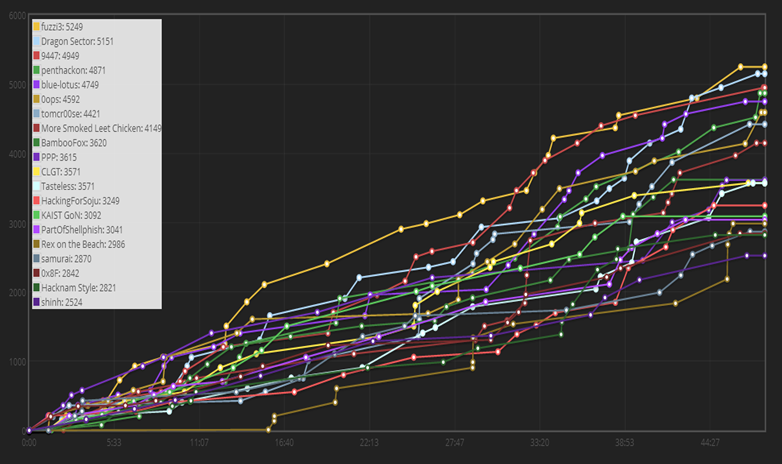 6000
5000
4000
3000
2000
1000
0
fuzzi3: 5249
Dragon Sector: 5151
9447: 4949
penthackon: 4871
blue-lotus: 4749
0ops: 4592
tomcr00se: 4421
More Smoked Leet Chicken: 4149
BambooFox: 3620
PPP: 3615
CLGT: 3571
Tasteless: 3571
HackingForSoju: 3249
KAIST GoN: 3092
PartOfShellphish: 3041
Rex on the Beach: 2986
samurai: 2870
0x8F: 2842
Hacknam Style: 2821
shinh: 2524
0:00 5:33 11:07 16:40 22:13 27:47 33:20 38:53 44:27